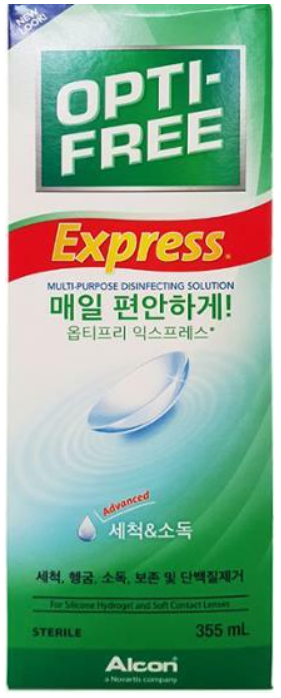 NEW
LOOK!
OPTI-
FREE
Express®
MULTI-PURPOSE DISINFECTING SOLUTION
매일 편안하게!
옵티프리 익스프레스*
Advanced
세척&소독
세척, 헹굼, 소독, 보존 및 단백질제거
For Silicone Hydrogel and Soft Contact Lenses
STERILE
355 mL
Alcon
a Novartis company